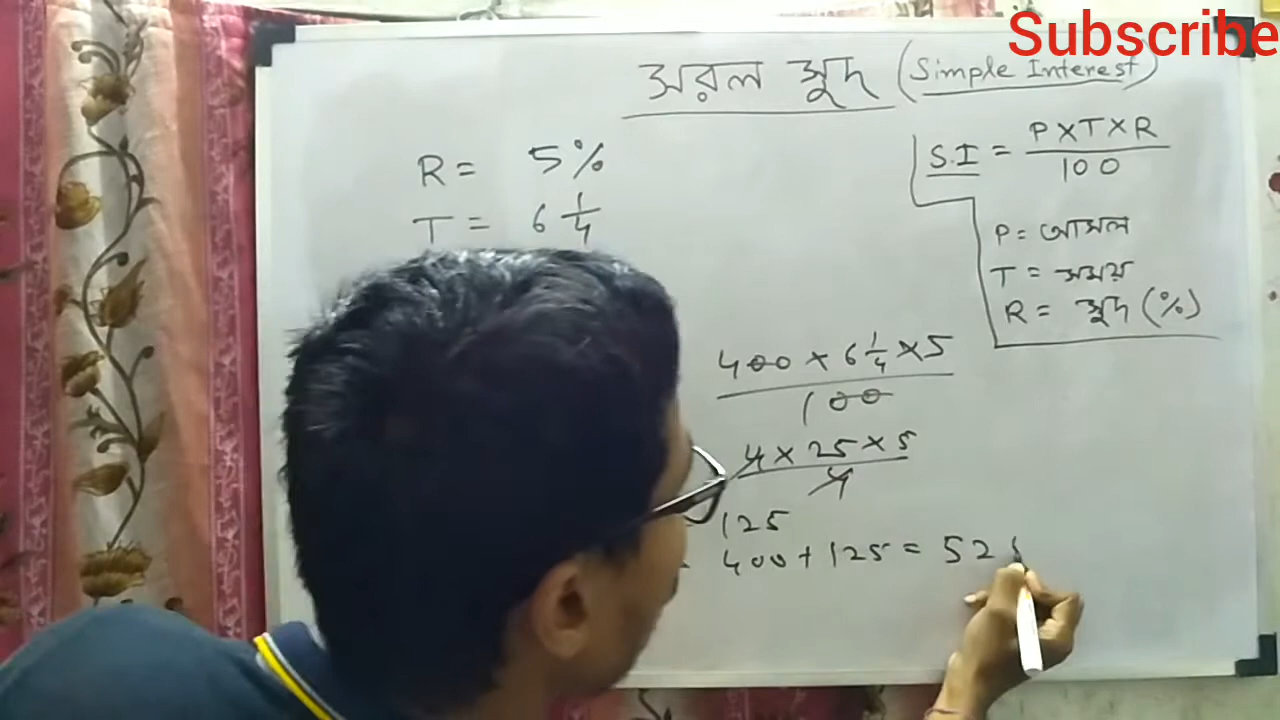 Subscribe
সরল সুদ (Simple Interest)
R = 5%
T = 6 1/4
S.I = P×T×R / 100
P = আসল
T = সময়
R = সুদ (%)
400 × 6 1/4 × 5
100
4 × 25 × 5
4
125
400 + 125 = 52